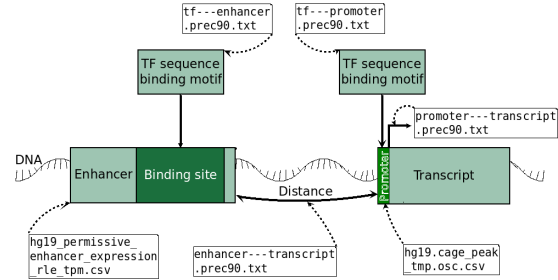 tf---enhancer
.prec90.txt
tf---promoter
.prec90.txt
TF sequence
binding motif
TF sequence
binding motif
promoter---transcript
.prec90.txt
DNA
Enhancer
Binding site
Promoter
Transcript
Distance
hg19_permissive_
enhancer_expression
_rle_tpm.csv
enhancer---transcript
.prec90.txt
hg19.cage_peak
_tmp.osc.csv